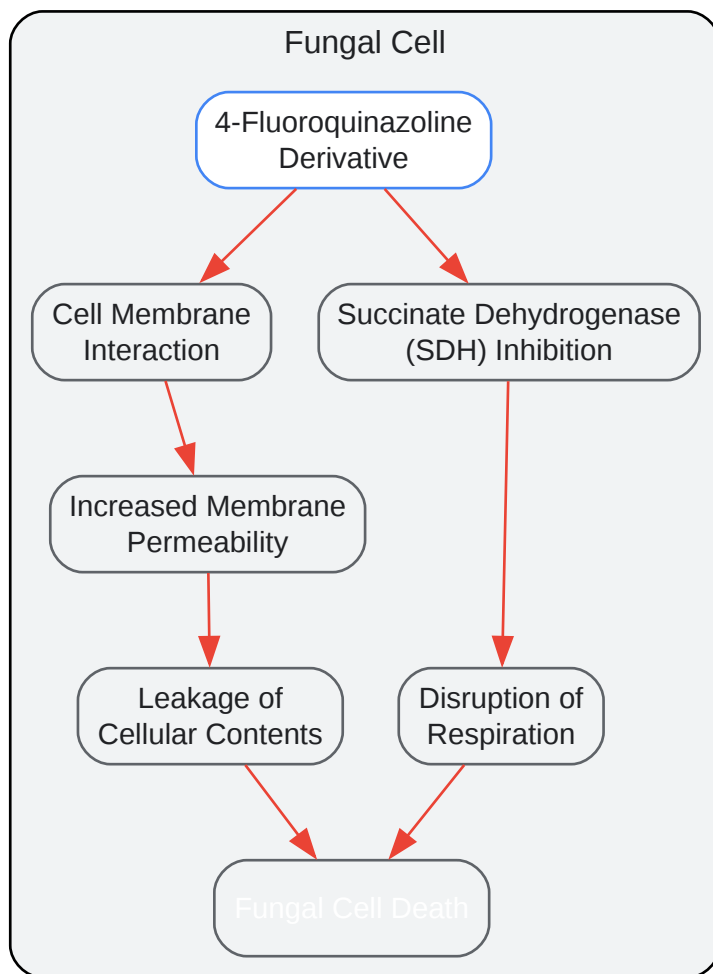 Fungal Cell
4-Fluoroquinazoline
Derivative
Cell Membrane
Interaction
Succinate Dehydrogenase
(SDH) Inhibition
Increased Membrane
Permeability
Leakage of
Cellular Contents
Disruption of
Respiration
Fungal Cell Death